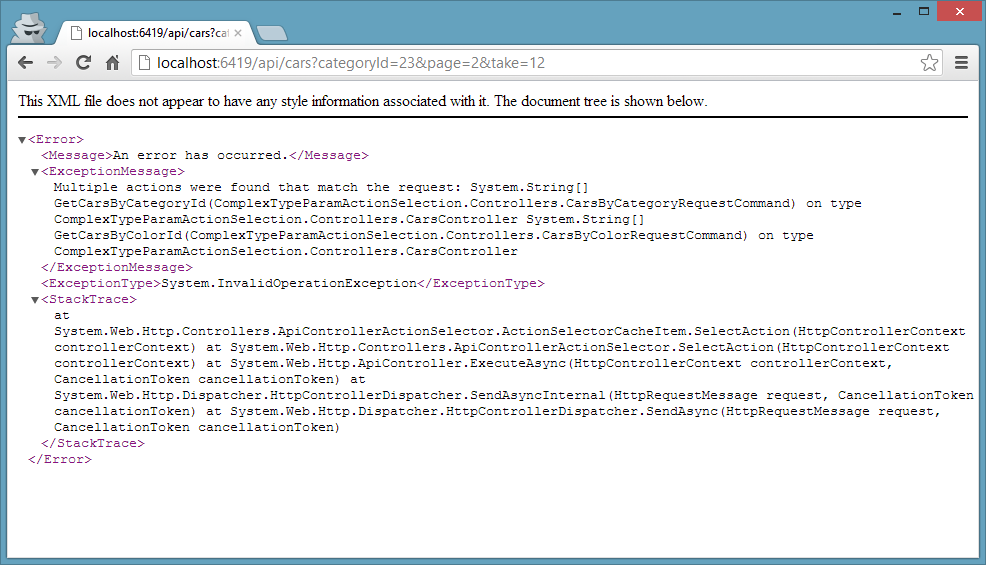 localhost:6419/api/cars?cat
localhost:6419/api/cars?categoryId=23&page=2&take=12
This XML file does not appear to have any style information associated with it. The document tree is shown below.
<Error>
<Message>An error has occurred.</Message>
<ExceptionMessage>
Multiple actions were found that match the request: System.String[]
GetCarsByCategoryId(ComplexTypeParamActionSelection.Controllers.CarsByCategoryRequestCommand) on type
ComplexTypeParamActionSelection.Controllers.CarsController System.String[]
GetCarsByColorId(ComplexTypeParamActionSelection.Controllers.CarsByColorRequestCommand) on type
ComplexTypeParamActionSelection.Controllers.CarsController
</ExceptionMessage>
<ExceptionType>System.InvalidOperationException</ExceptionType>
<StackTrace>
at
System.Web.Http.Controllers.ApiControllerActionSelector.ActionSelectorCacheItem.SelectAction(HttpControllerContext
controllerContext) at System.Web.Http.Controllers.ApiControllerActionSelector.SelectAction(HttpControllerContext
controllerContext) at System.Web.Http.ApiController.ExecuteAsync(HttpControllerContext controllerContext,
CancellationToken cancellationToken) at
System.Web.Http.Dispatcher.HttpControllerDispatcher.SendAsyncInternal(HttpRequestMessage request, CancellationToken
cancellationToken) at System.Web.Http.Dispatcher.HttpControllerDispatcher.SendAsync(HttpRequestMessage request,
CancellationToken cancellationToken)
</StackTrace>
</Error>